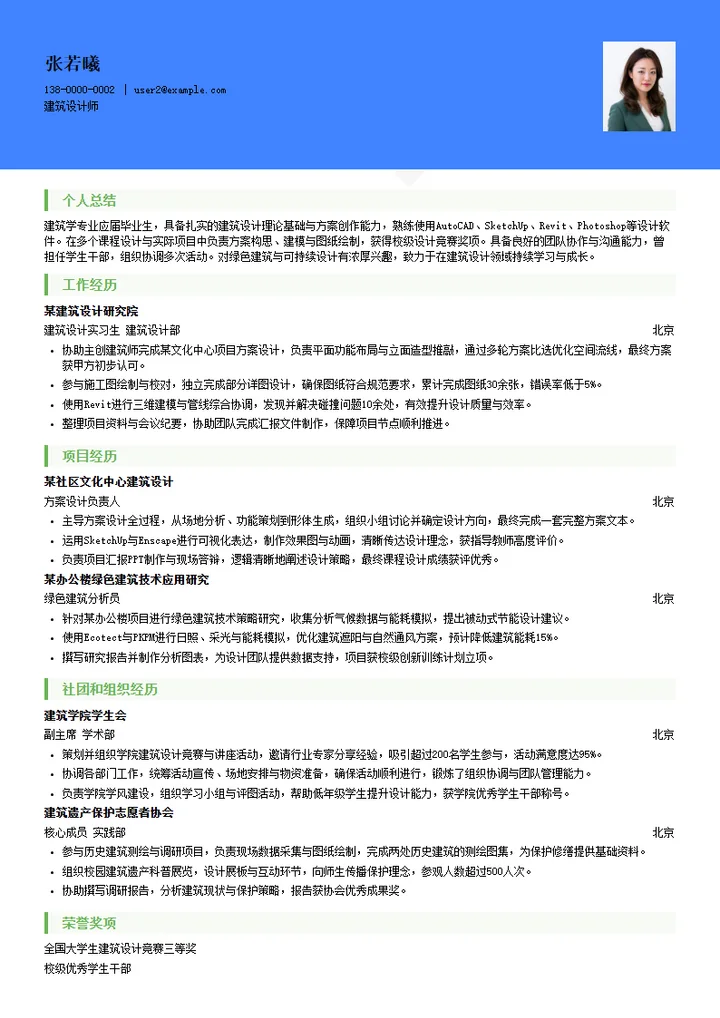 张若曦
138-0000-0002 | user2@example.com
建筑设计师
个人总结
建筑学专业应届毕业生，具备扎实的建筑设计理论基础与方案创作能力，熟练使用AutoCAD、SketchUp、Revit、Photoshop等设计软
件。在多个课程设计与实际项目中负责方案构思、建模与图纸绘制，获得校级设计竞赛奖项。具备良好的团队协作与沟通能力，曾
担任学生干部，组织协调多次活动。对绿色建筑与可持续设计有浓厚兴趣，致力于在建筑设计领域持续学习与成长。
工作经历
某建筑设计研究院
建筑设计实习生 建筑设计部 北京
• 协助主创建筑师完成某文化中心项目方案设计，负责平面功能布局与立面造型推敲，通过多轮方案比选优化空间流线，最终方案
获甲方初步认可。
• 参与施工图绘制与校对，独立完成部分详图设计，确保图纸符合规范要求，累计完成图纸30余张，错误率低于5%。
• 使用Revit进行三维建模与管线综合协调，发现并解决碰撞问题10余处，有效提升设计质量与效率。
• 整理项目资料与会议纪要，协助团队完成汇报文件制作，保障项目节点顺利推进。
项目经历
某社区文化中心建筑设计
方案设计负责人 北京
• 主导方案设计全过程，从场地分析、功能策划到形体生成，组织小组讨论并确定设计方向，最终完成一套完整方案文本。
• 运用SketchUp与Enscape进行可视化表达，制作效果图与动画，清晰传达设计理念，获指导教师高度评价。
• 负责项目汇报PPT制作与现场答辩，逻辑清晰地阐述设计策略，最终课程设计成绩获评优秀。
某办公楼绿色建筑技术应用研究
绿色建筑分析员 北京
• 针对某办公楼项目进行绿色建筑技术策略研究，收集分析气候数据与能耗模拟，提出被动式节能设计建议。
• 使用Ecotect与PKPM进行日照、采光与能耗模拟，优化建筑遮阳与自然通风方案，预计降低建筑能耗15%。
• 撰写研究报告并制作分析图表，为设计团队提供数据支持，项目获校级创新训练计划立项。
社团和组织经历
建筑学院学生会
副主席 学术部 北京
• 策划并组织学院建筑设计竞赛与讲座活动，邀请行业专家分享经验，吸引超过200名学生参与，活动满意度达95%。
• 协调各部门工作，统筹活动宣传、场地安排与物资准备，确保活动顺利进行，锻炼了组织协调与团队管理能力。
• 负责学院学风建设，组织学习小组与评图活动，帮助低年级学生提升设计能力，获学院优秀学生干部称号。
建筑遗产保护志愿者协会
核心成员 实践部 北京
• 参与历史建筑测绘与调研项目，负责现场数据采集与图纸绘制，完成两处历史建筑的测绘图集，为保护修缮提供基础资料。
• 组织校园建筑遗产科普展览，设计展板与互动环节，向师生传播保护理念，参观人数超过500人次。
• 协助撰写调研报告，分析建筑现状与保护策略，报告获协会优秀成果奖。
荣誉奖项
全国大学生建筑设计竞赛三等奖
校级优秀学生干部